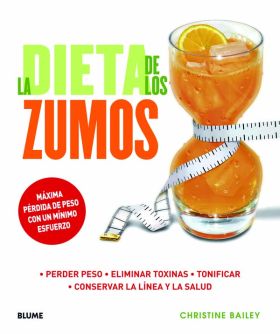 LA DIETA DE LOS
ZUMOS
MÁXIMA
PÉRDIDA DE PESO
CON UN MÍNIMO
ESFUERZO
• PERDER PESO • ELIMINAR TOXINAS • TONIFICAR
• CONSERVAR LA LÍNEA Y LA SALUD
BLUME
CHRISTINE BAILEY